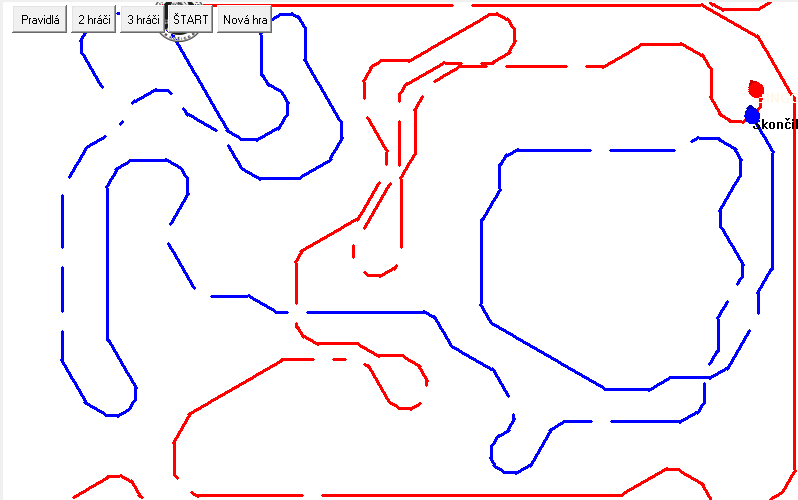 Pravidlá
2 hráči
3 hráči
ŠTART
Nová hra
Skončil